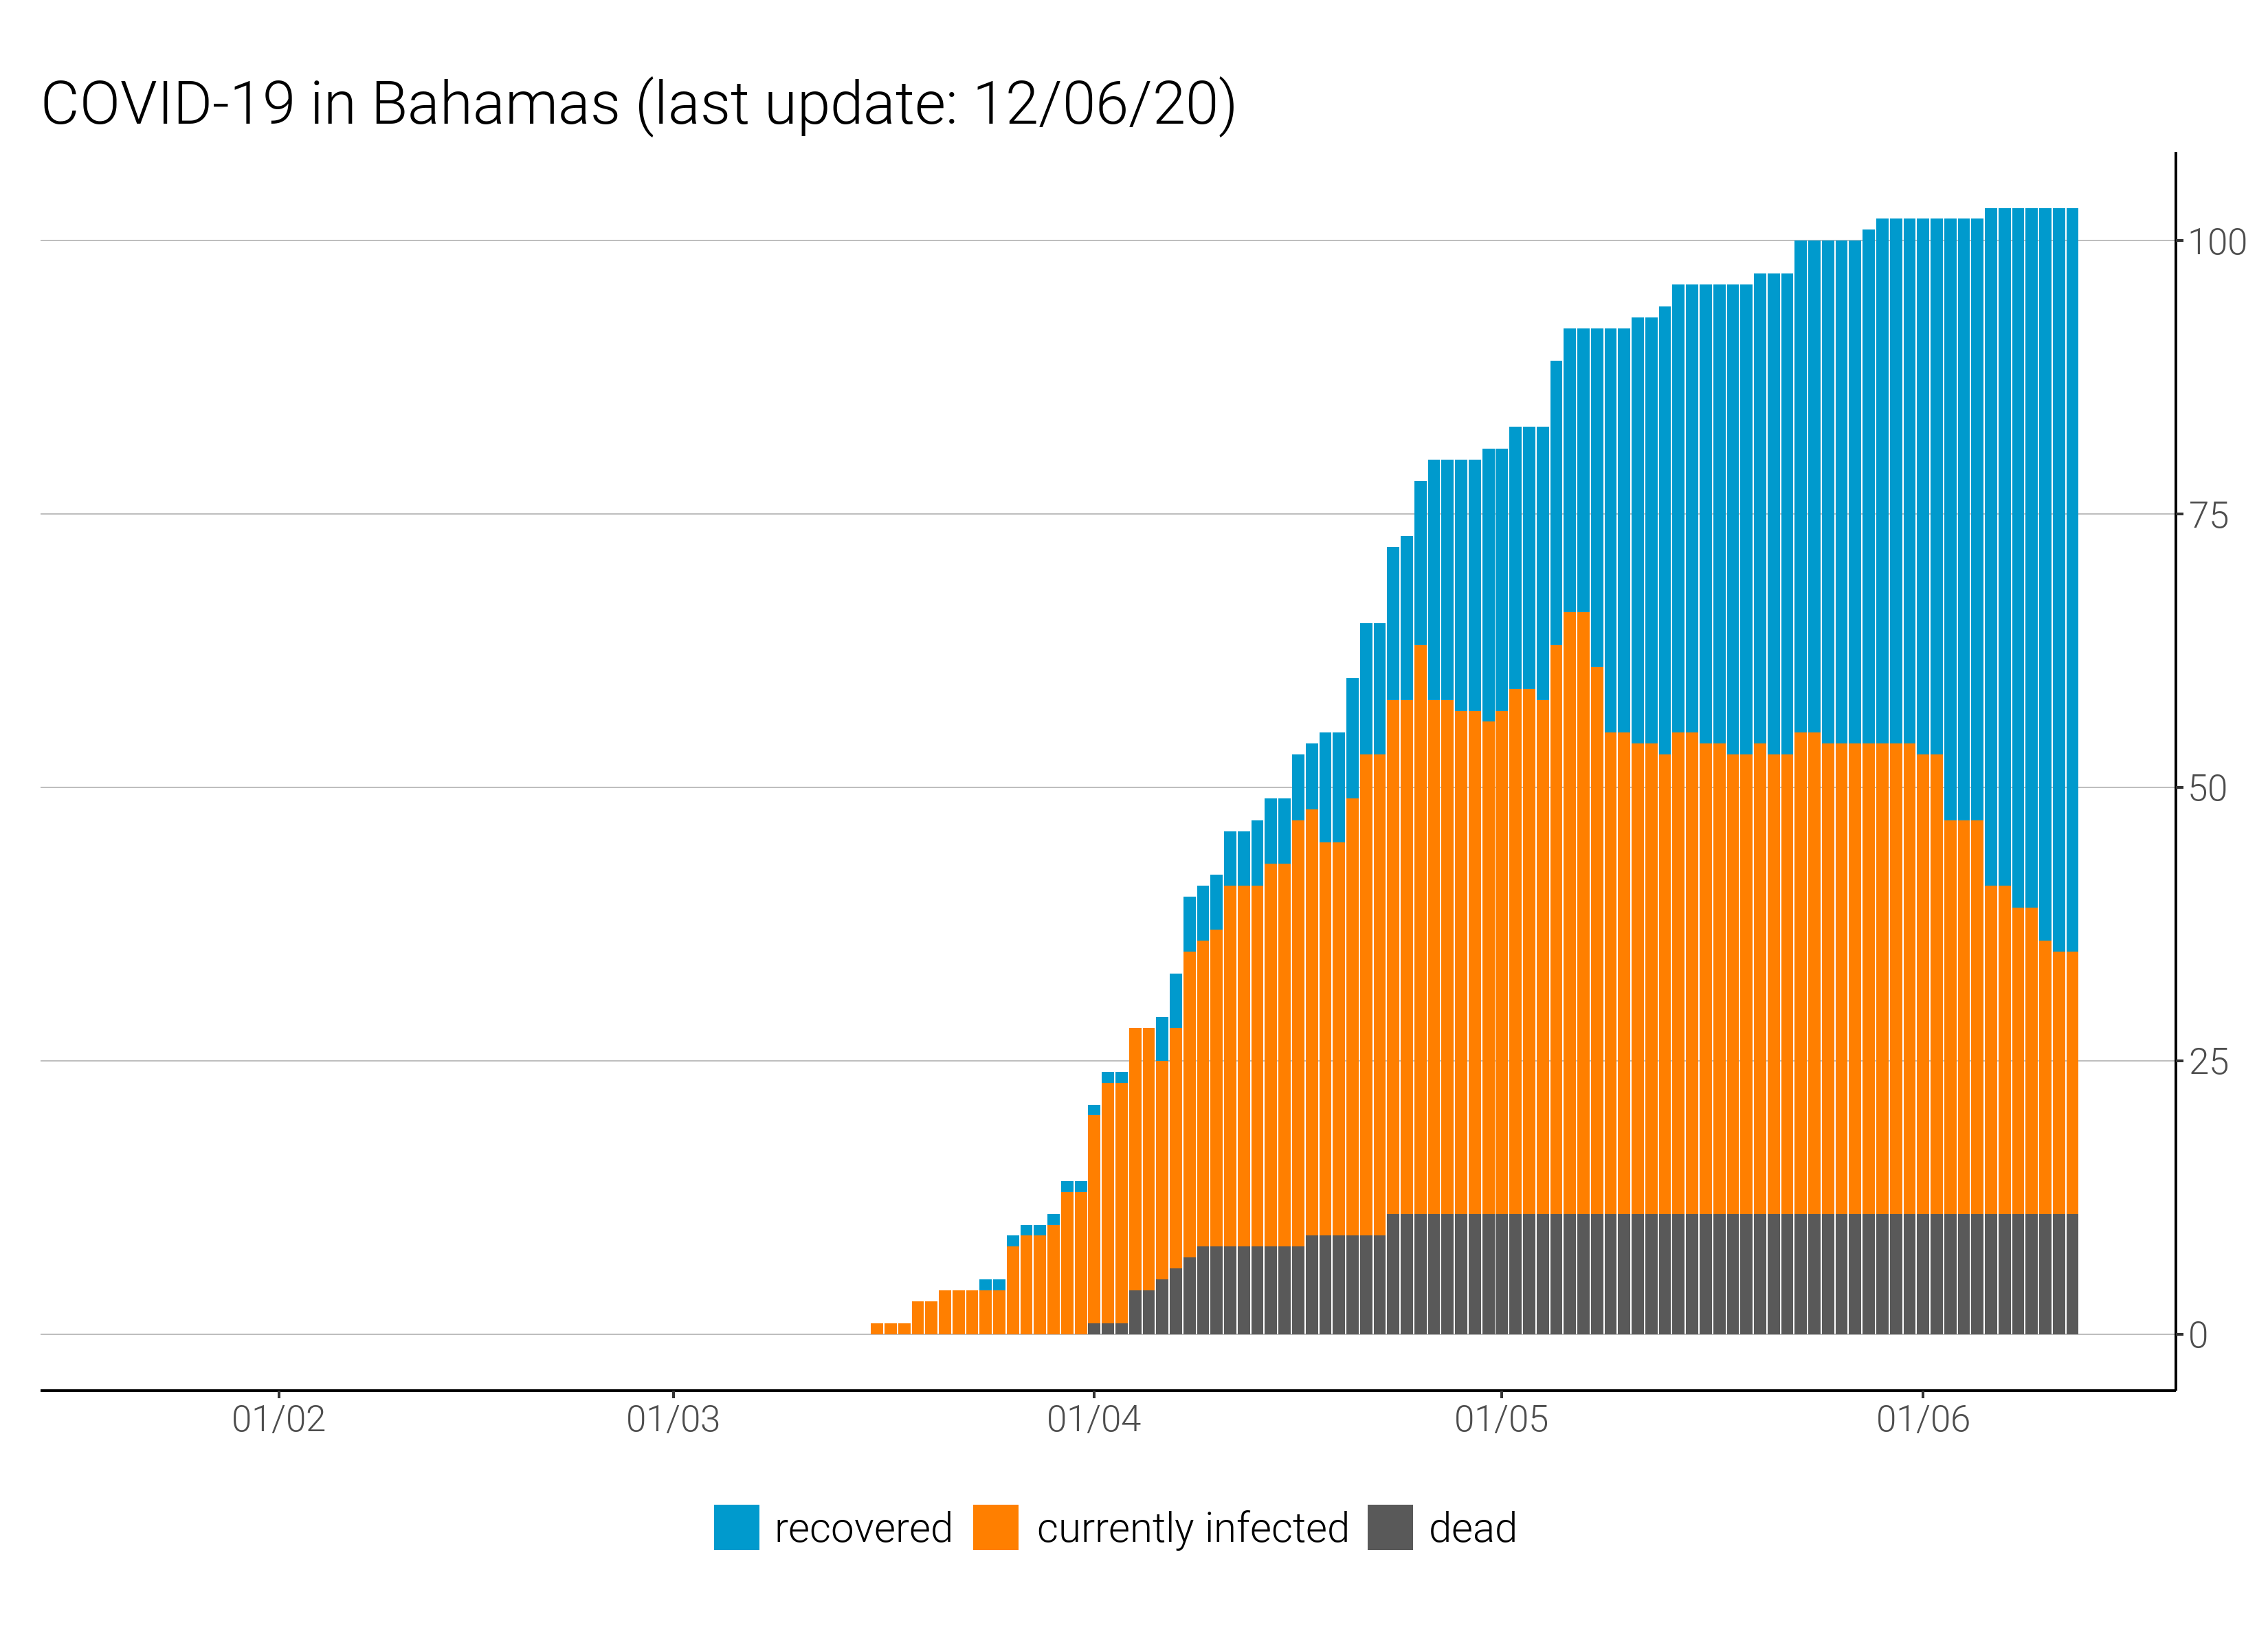 COVID-19 in Bahamas (last update: 12/06/20)
100
75
50
25
0
01/02 01/03 01/04 01/05 01/06
recovered currently infected dead